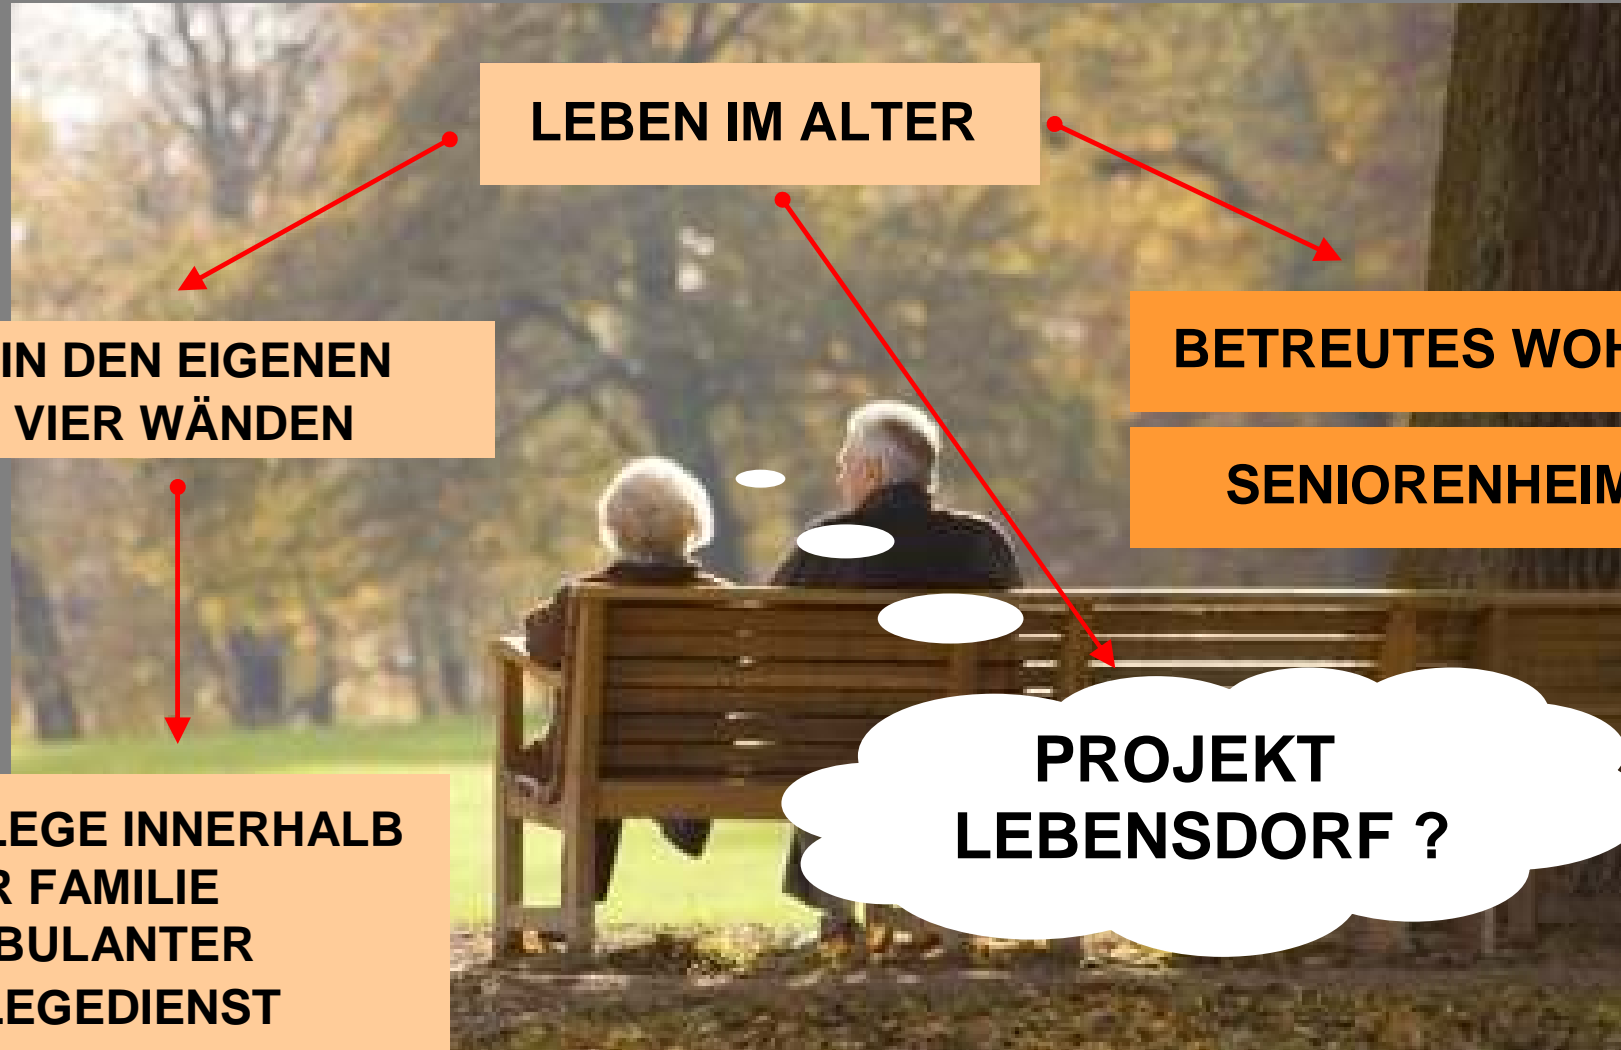 LEBEN IM ALTER
IN DEN EIGENEN
VIER WÄNDEN
BETREUTES WOH
SENIORENHEIM
PROJEKT
LEBENSDORF ?
LEGE INNERHALB
R FAMILIE
BULANTER
LEGEDIENST